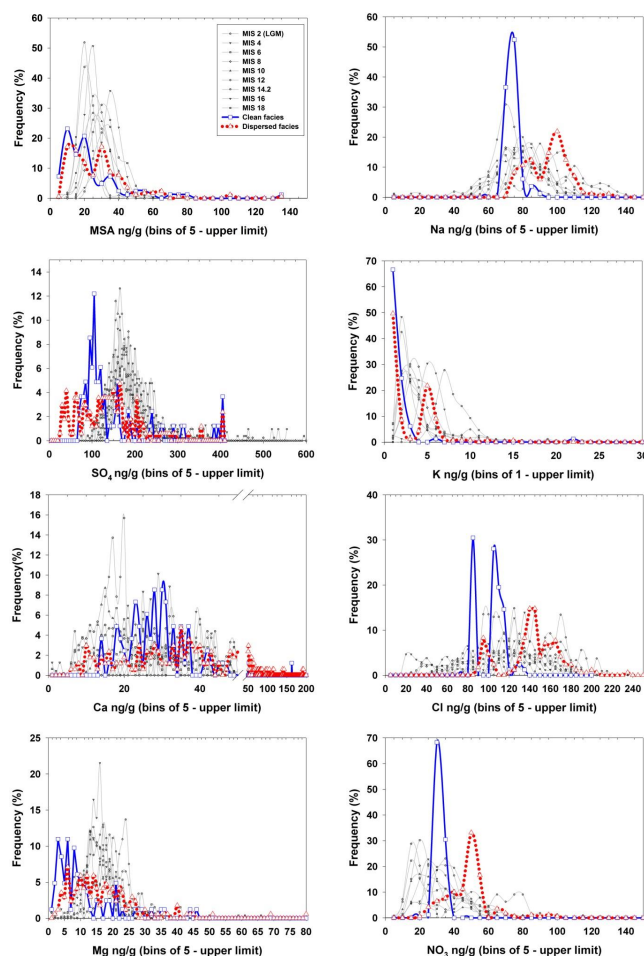 60
50
40
30
20
10
0
Frequency (%)
MIS 2 (LGM)
MIS 4
MIS 6
MIS 8
MIS 10
MIS 12
MIS 14.2
MIS 16
MIS 18
Clean facies
Dispersed facies
0 20 40 60 80 100 120 140
MSA ng/g (bins of 5 - upper limit)
60
50
40
30
20
10
0
Frequency (%)
0 20 40 60 80 100 120 140
Na ng/g (bins of 5 - upper limit)
14
12
10
8
6
4
2
0
Frequency (%)
0 100 200 300 400 500 600
SO4 ng/g (bins of 5 - upper limit)
70
60
50
40
30
20
10
0
Frequency (%)
0 5 10 15 20 25 30
K ng/g (bins of 1 - upper limit)
18
16
14
12
10
8
6
4
2
0
Frequency(%)
0 20 40 50 100 150 200
Ca ng/g (bins of 5 - upper limit)
40
30
20
10
0
Frequency (%)
0 20 40 60 80 100 120 140 160 180 200 220 240
Cl ng/g (bins of 5 - upper limit)
25
20
15
10
5
0
Frequency (%)
0 5 10 15 20 25 30 35 40 45 50 55 60 65 70 75 80
Mg ng/g (bins of 5 - upper limit)
70
60
50
40
30
20
10
0
Frequency (%)
0 20 40 60 80 100 120 140
NO3 ng/g (bins of 5 - upper limit)